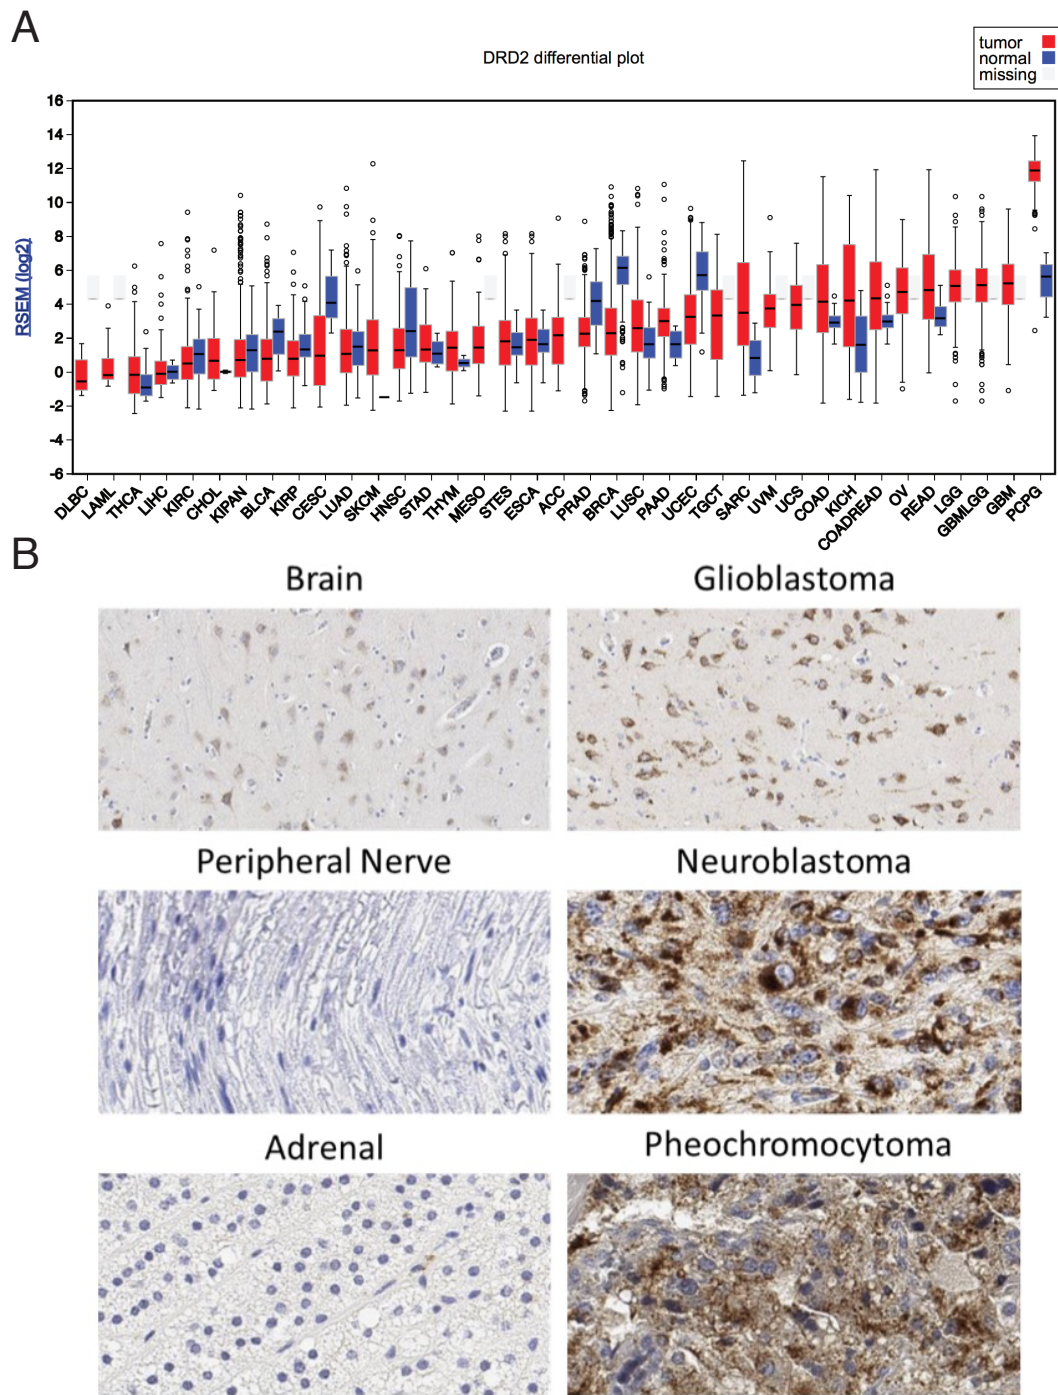 A
DRD2 differential plot
tumor
normal
missing
RSEM (log2)
16
14
12
10
8
6
4
2
0
-2
-4
-6
DLBC
LAML
THCA
LIHC
KIRC
CHOL
KIPAN
BLCA
KIRP
CESC
LUAD
SKCM
HNSC
STAD
THYM
MESO
STES
ESCA
ACC
PRAD
BRCA
LUSC
PAAD
UCEC
TGCT
SARC
UVM
UCS
COAD
KICH
COADREAD
OV
READ
LGG
GBMLGG
GBM
PCPG
B
Brain
Glioblastoma
Peripheral Nerve
Neuroblastoma
Adrenal
Pheochromocytoma